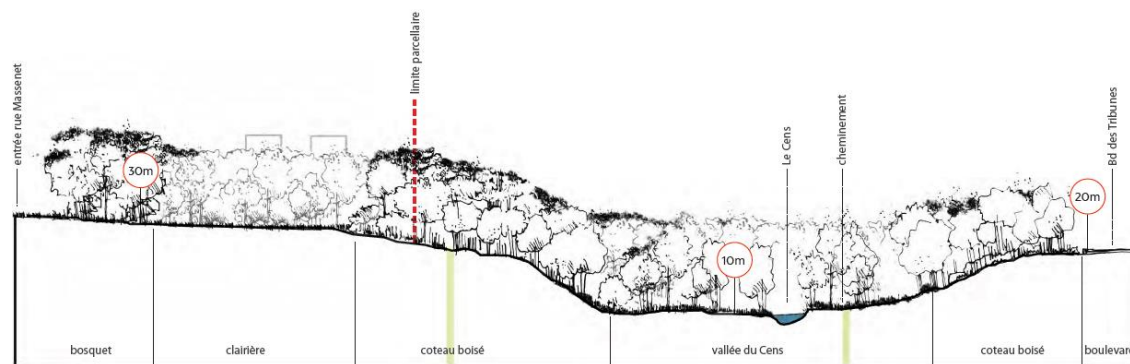 entrée rue Massenet
30m
limite parcellaire
10m
Le Cens
cheminement
20m
Bd des Tribunes
bosquet
clairière
coteau boisé
vallée du Cens
coteau boisé
boulevard